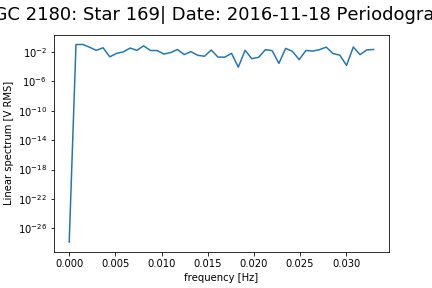 GC 2180: Star 169| Date: 2016-11-18 Periodogra
Linear spectrum [V RMS]
10⁻²
10⁻⁶
10⁻¹⁰
10⁻¹⁴
10⁻¹⁸
10⁻²²
10⁻²⁶
0.000 0.005 0.010 0.015 0.020 0.025 0.030
frequency [Hz]